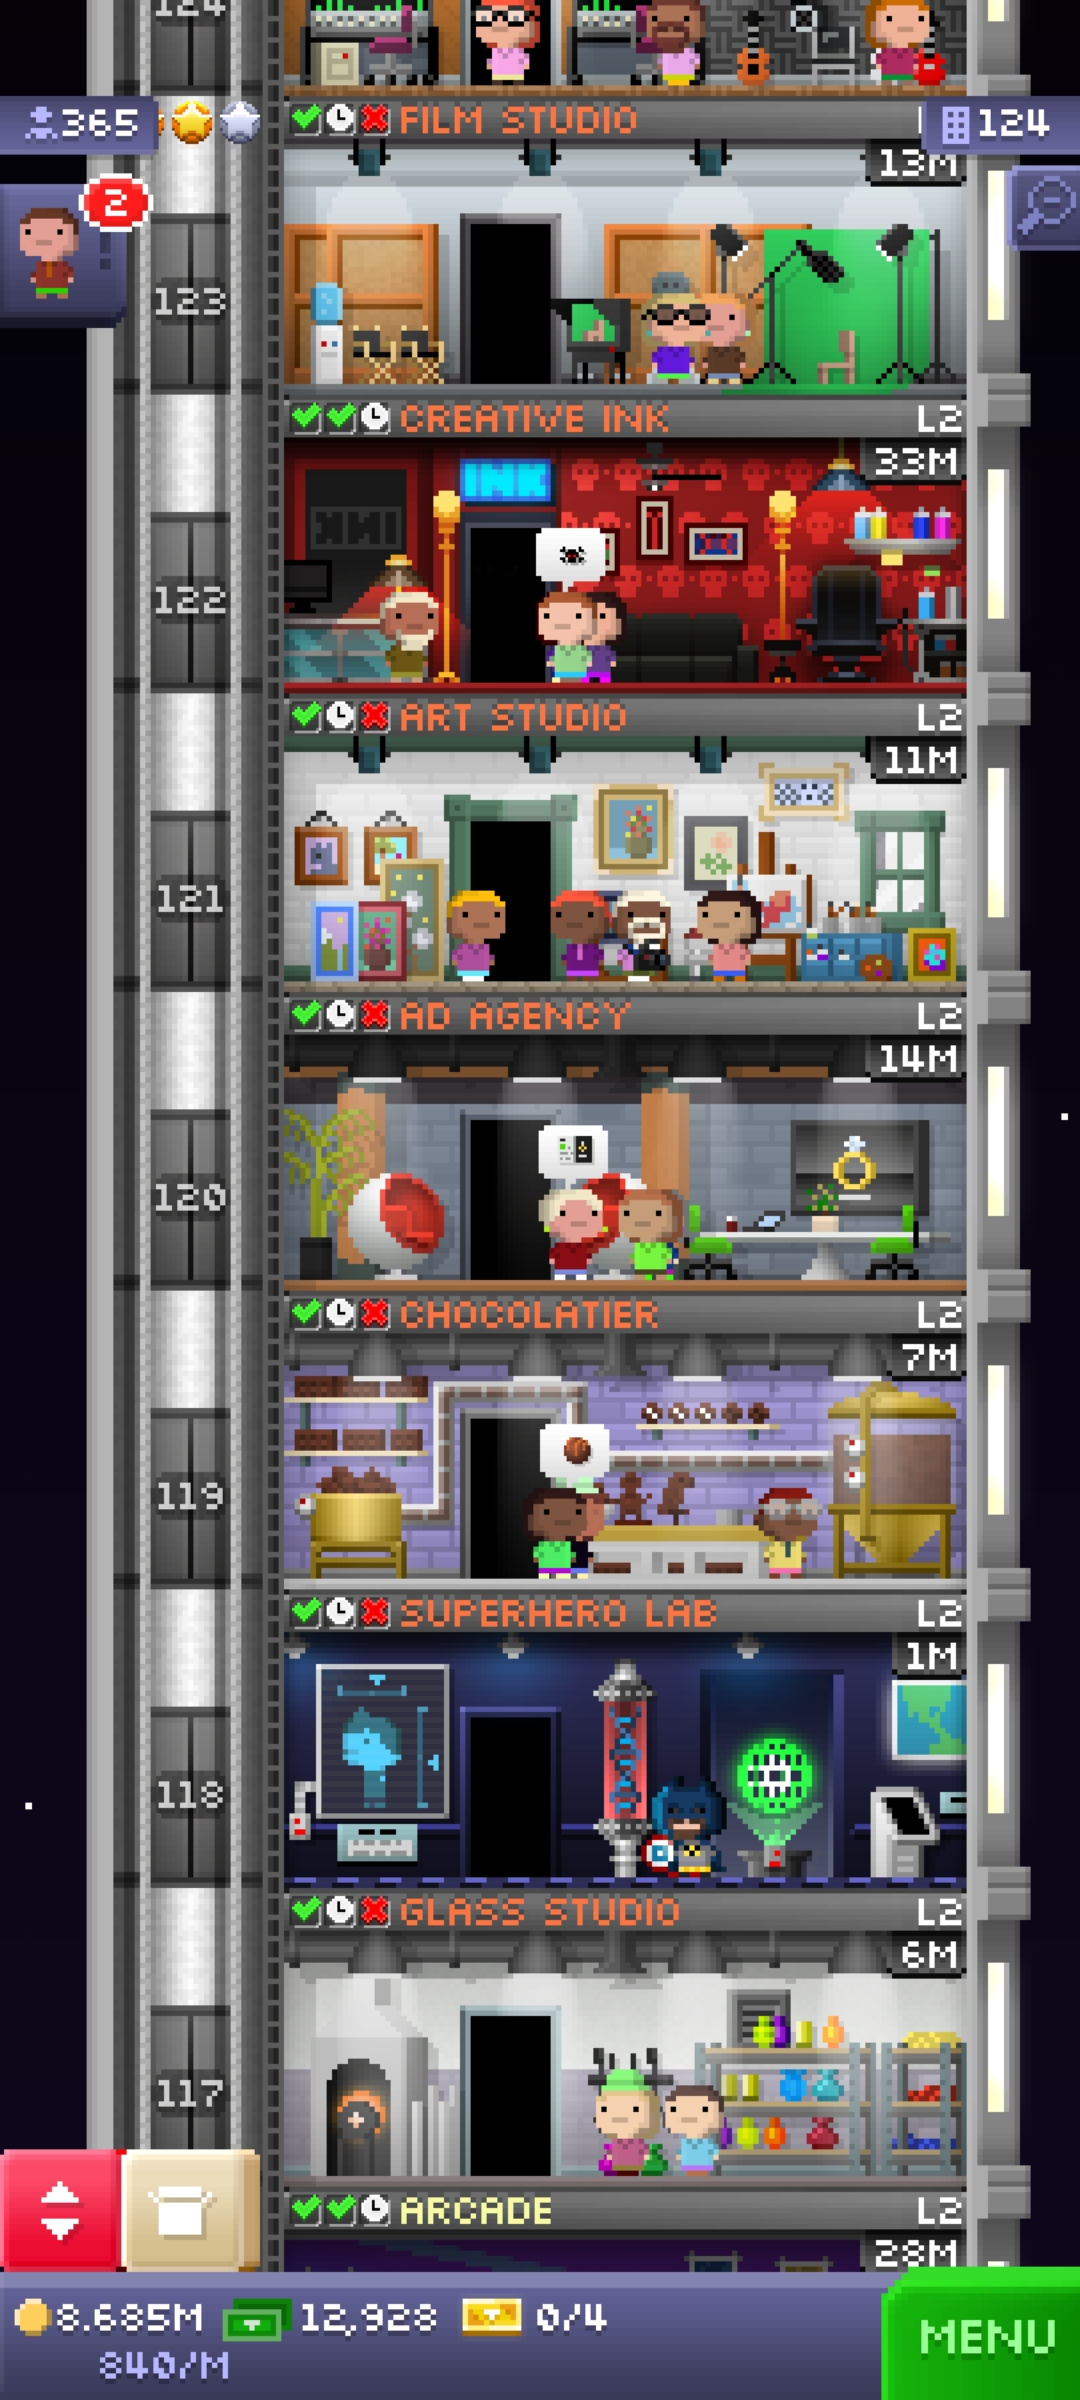 124
365
FILM STUDIO
124
13M
2
123
CREATIVE INK L2
33M
INK
122
ART STUDIO L2
11M
121
AD AGENCY L2
14M
120
CHOCOLATIER L2
7M
119
SUPERHERO LAB L2
1M
118
GLASS STUDIO L2
6M
117
ARCADE L2
28M
8.685M 12,928 0/4
840/M
MENU